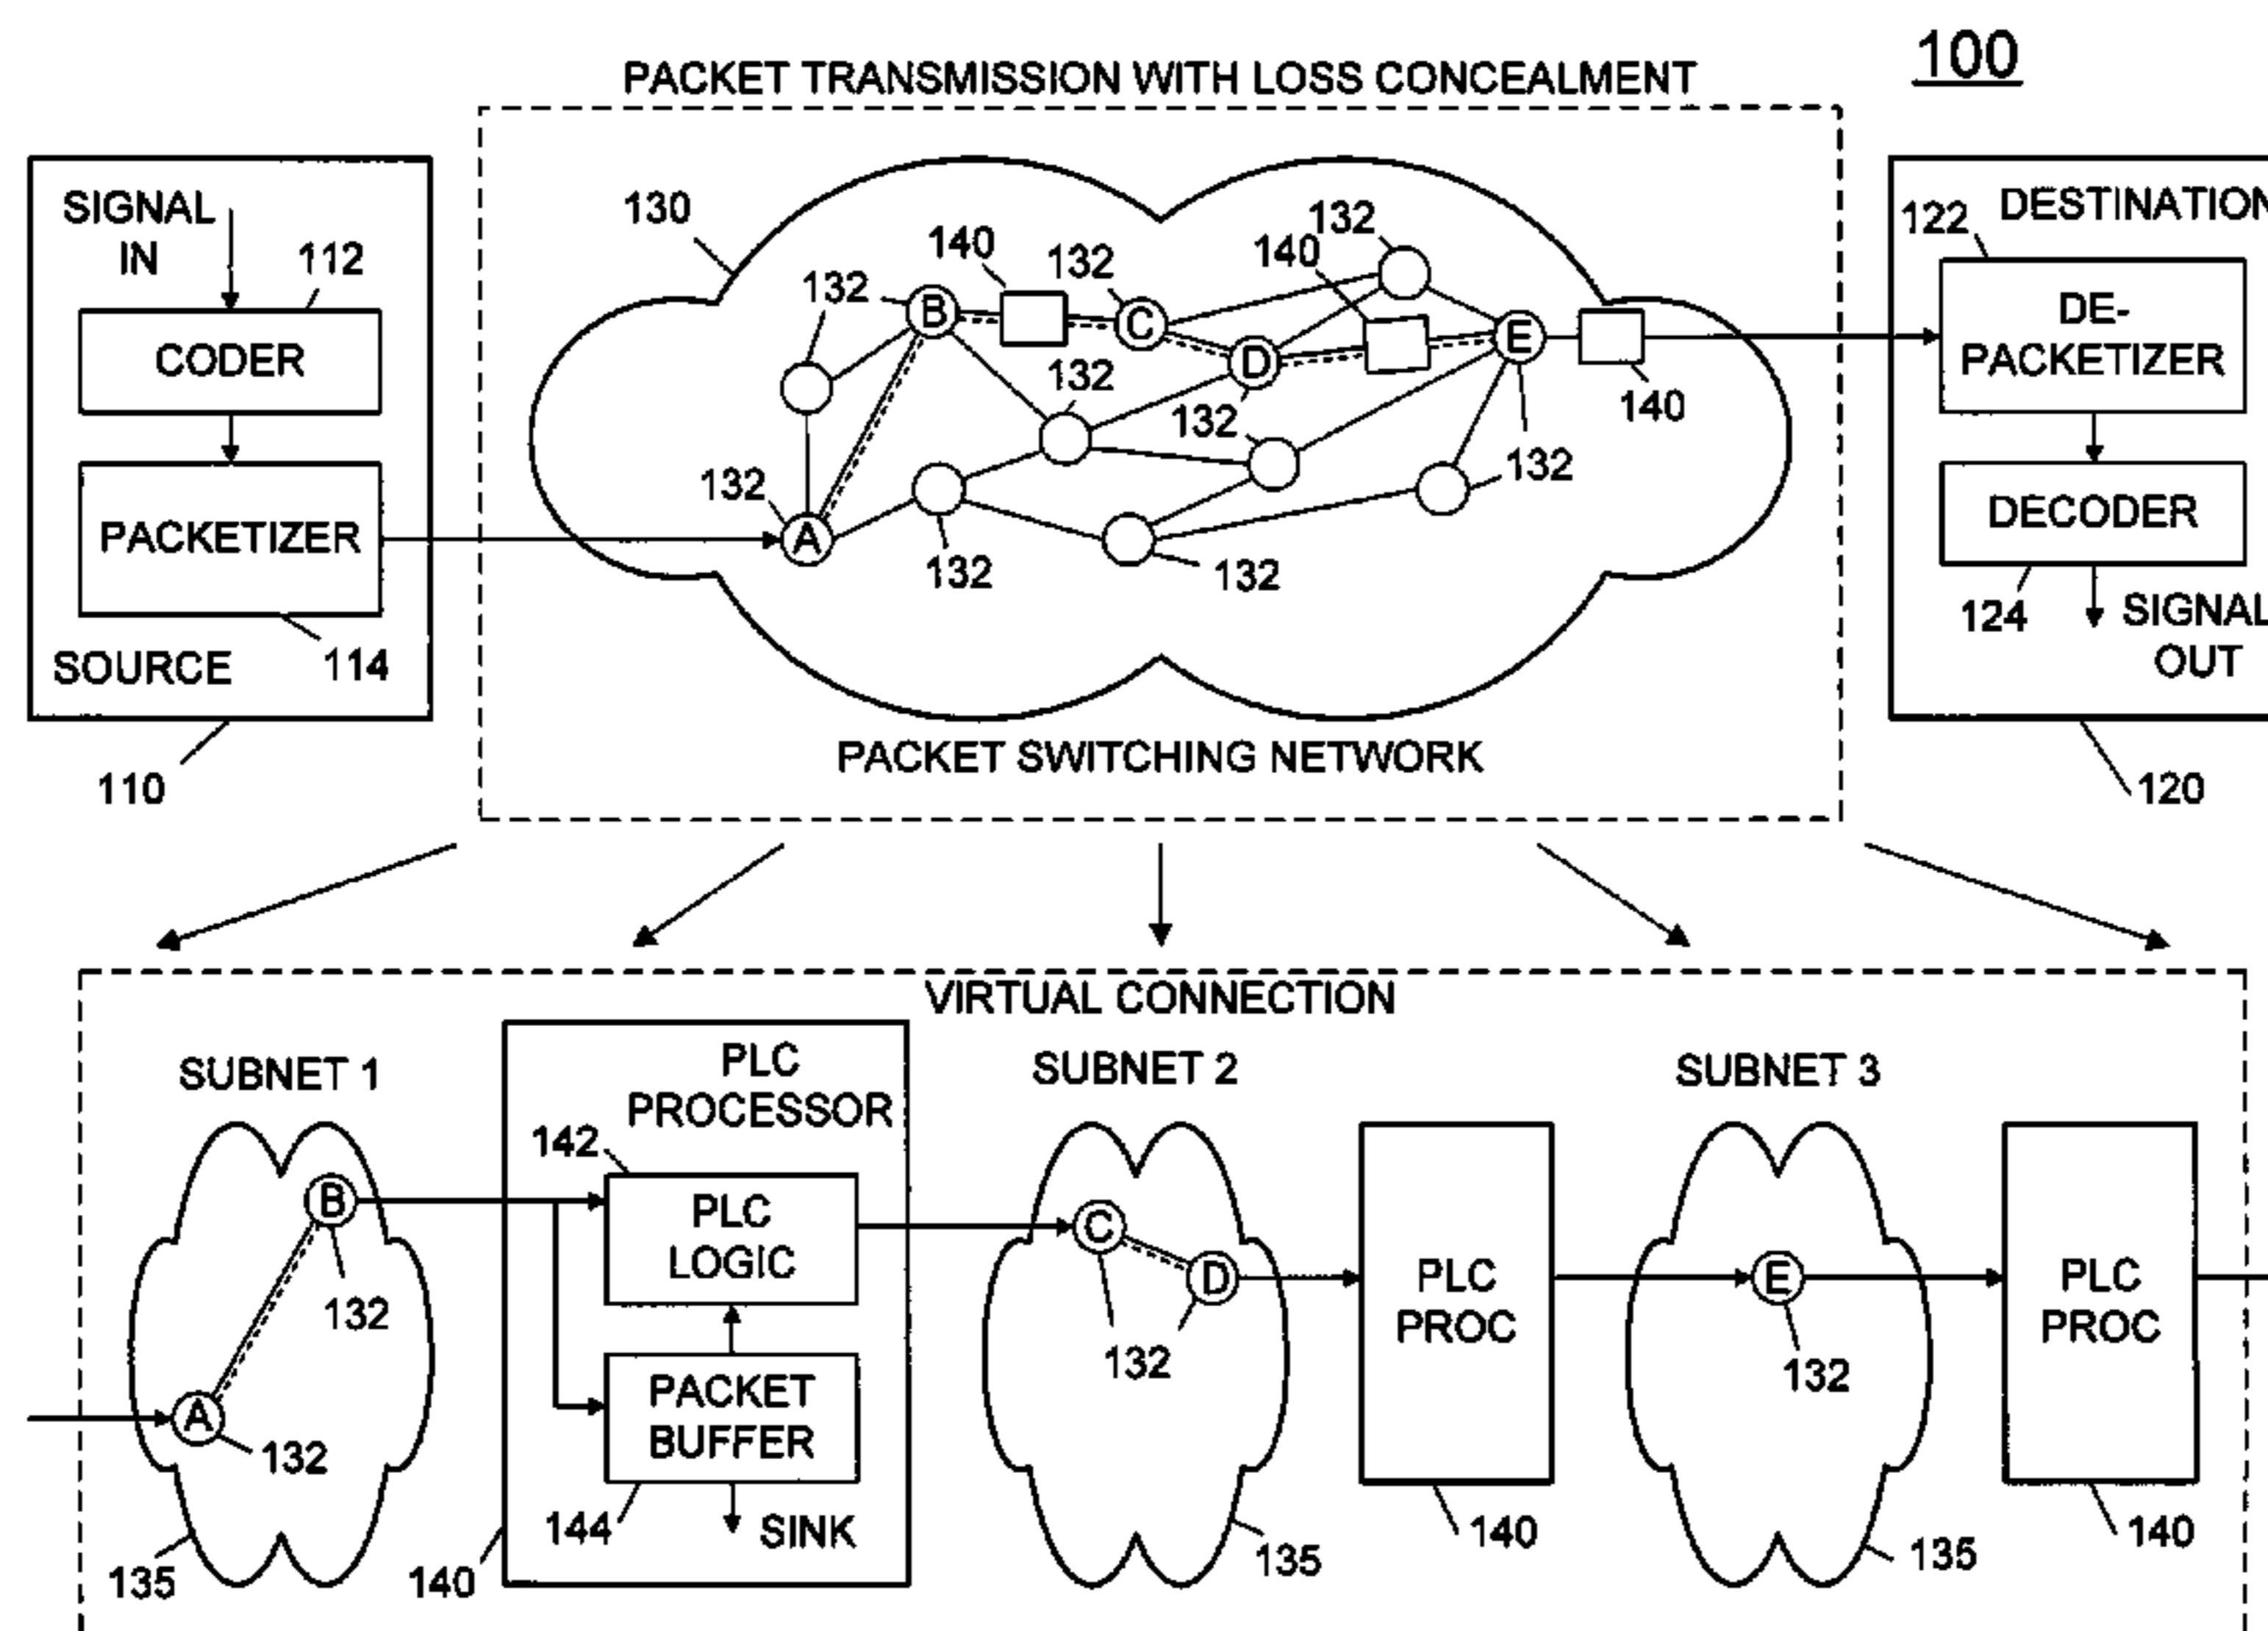 100
PACKET TRANSMISSION WITH LOSS CONCEALMENT
SIGNAL
IN
112
CODER
PACKETIZER
SOURCE
114
110
130
132
B
140
132
C
140
132
D
132
E
140
132
132
132
132
132
A
132
132
PACKET SWITCHING NETWORK
DESTINATION
122
DE-
PACKETIZER
DECODER
124
SIGNAL
OUT
120
VIRTUAL CONNECTION
SUBNET 1
B
132
A
132
135
PLC
PROCESSOR
142
PLC
LOGIC
PACKET
BUFFER
144
SINK
140
SUBNET 2
C
D
132
135
PLC
PROC
140
SUBNET 3
E
132
135
PLC
PROC
140